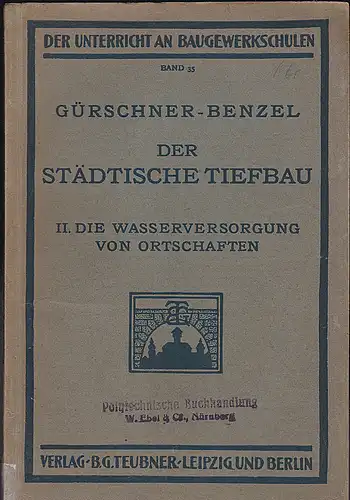 DER UNTERRICHT AN BAUGEWERKSCHULEN
BAND 35
GÜRSCHNER-BENZEL
DER
STÄDTISCHE TIEFBAU
II. DIE WASSERVERSORGUNG
VON ORTSCHAFTEN
Polytechnische Buchhandlung
W. Ebel & Co., Nürnberg
VERLAG·B.G.TEUBNER·LEIPZIG UND BERLIN